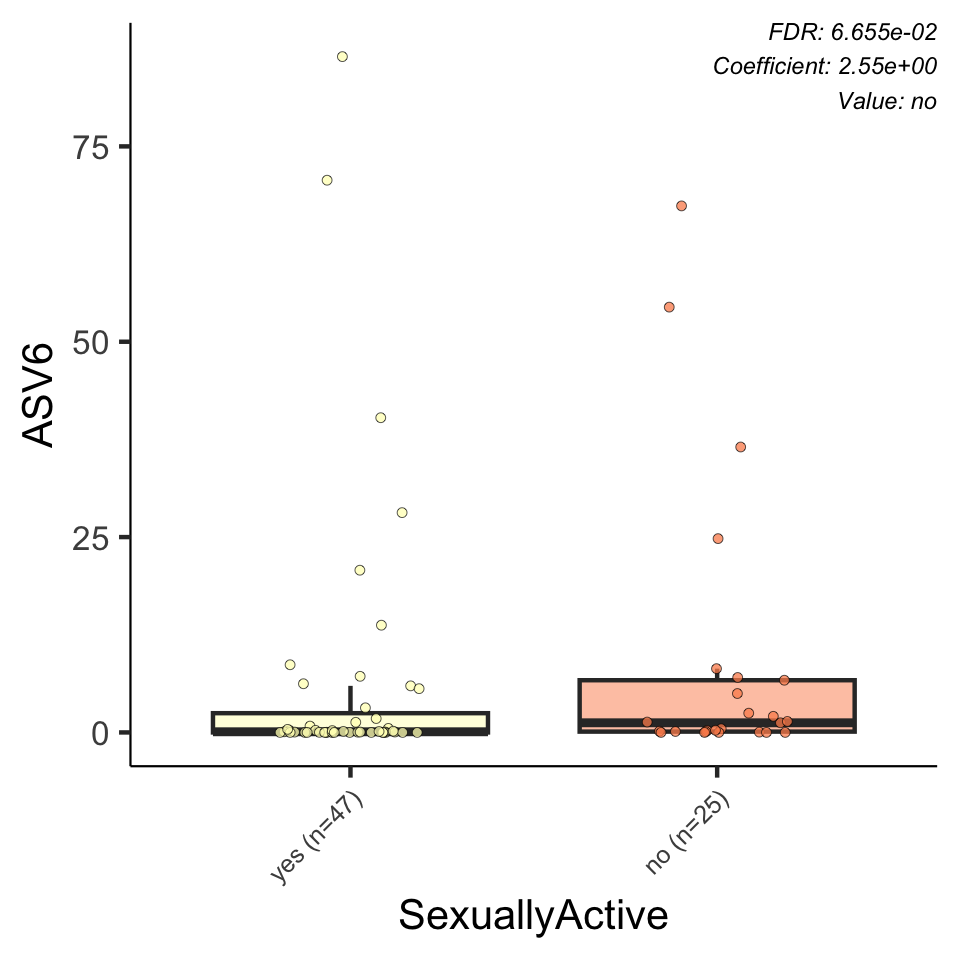 FDR: 6.655e-02
Coefficient: 2.55e+00
Value: no
75
50
25
0
ASV6
yes (n=47)
no (n=25)
SexuallyActive